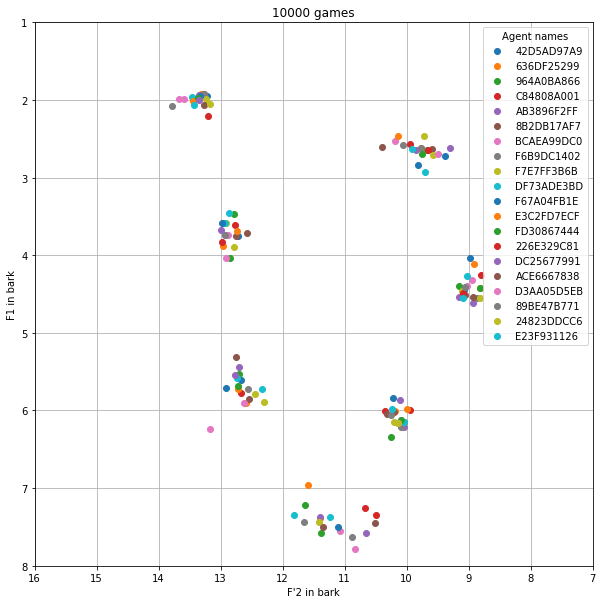 10000 games
1
2
3
4
5
6
7
8
F1 in bark
16
15
14
13
12
11
10
9
8
7
F'2 in bark
Agent names
42D5AD97A9
636DF25299
964A0BA866
C84808A001
AB3896F2FF
8B2DB17AF7
BCAEA99DC0
F6B9DC1402
F7E7FF3B6B
DF73ADE3BD
F67A04FB1E
E3C2FD7ECF
FD30867444
226E329C81
DC25677991
ACE6667838
D3AA05D5EB
89BE47B771
24823DDCC6
E23F931126